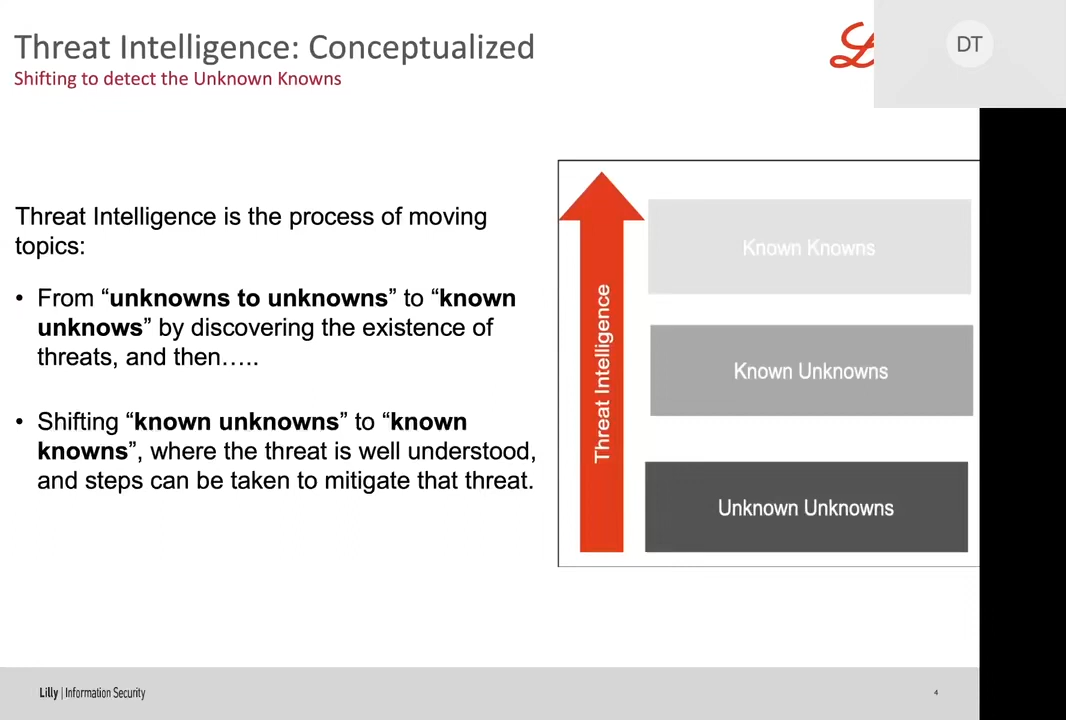 Threat Intelligence: Conceptualized
Shifting to detect the Unknown Knowns
DT
Threat Intelligence is the process of moving
topics:
• From “unknowns to unknowns” to “known
unknows” by discovering the existence of
threats, and then…..
• Shifting “known unknowns” to “known
knowns”, where the threat is well understood,
and steps can be taken to mitigate that threat.
Threat Intelligence
Known Knowns
Known Unknowns
Unknown Unknowns
Lilly | Information Security
4